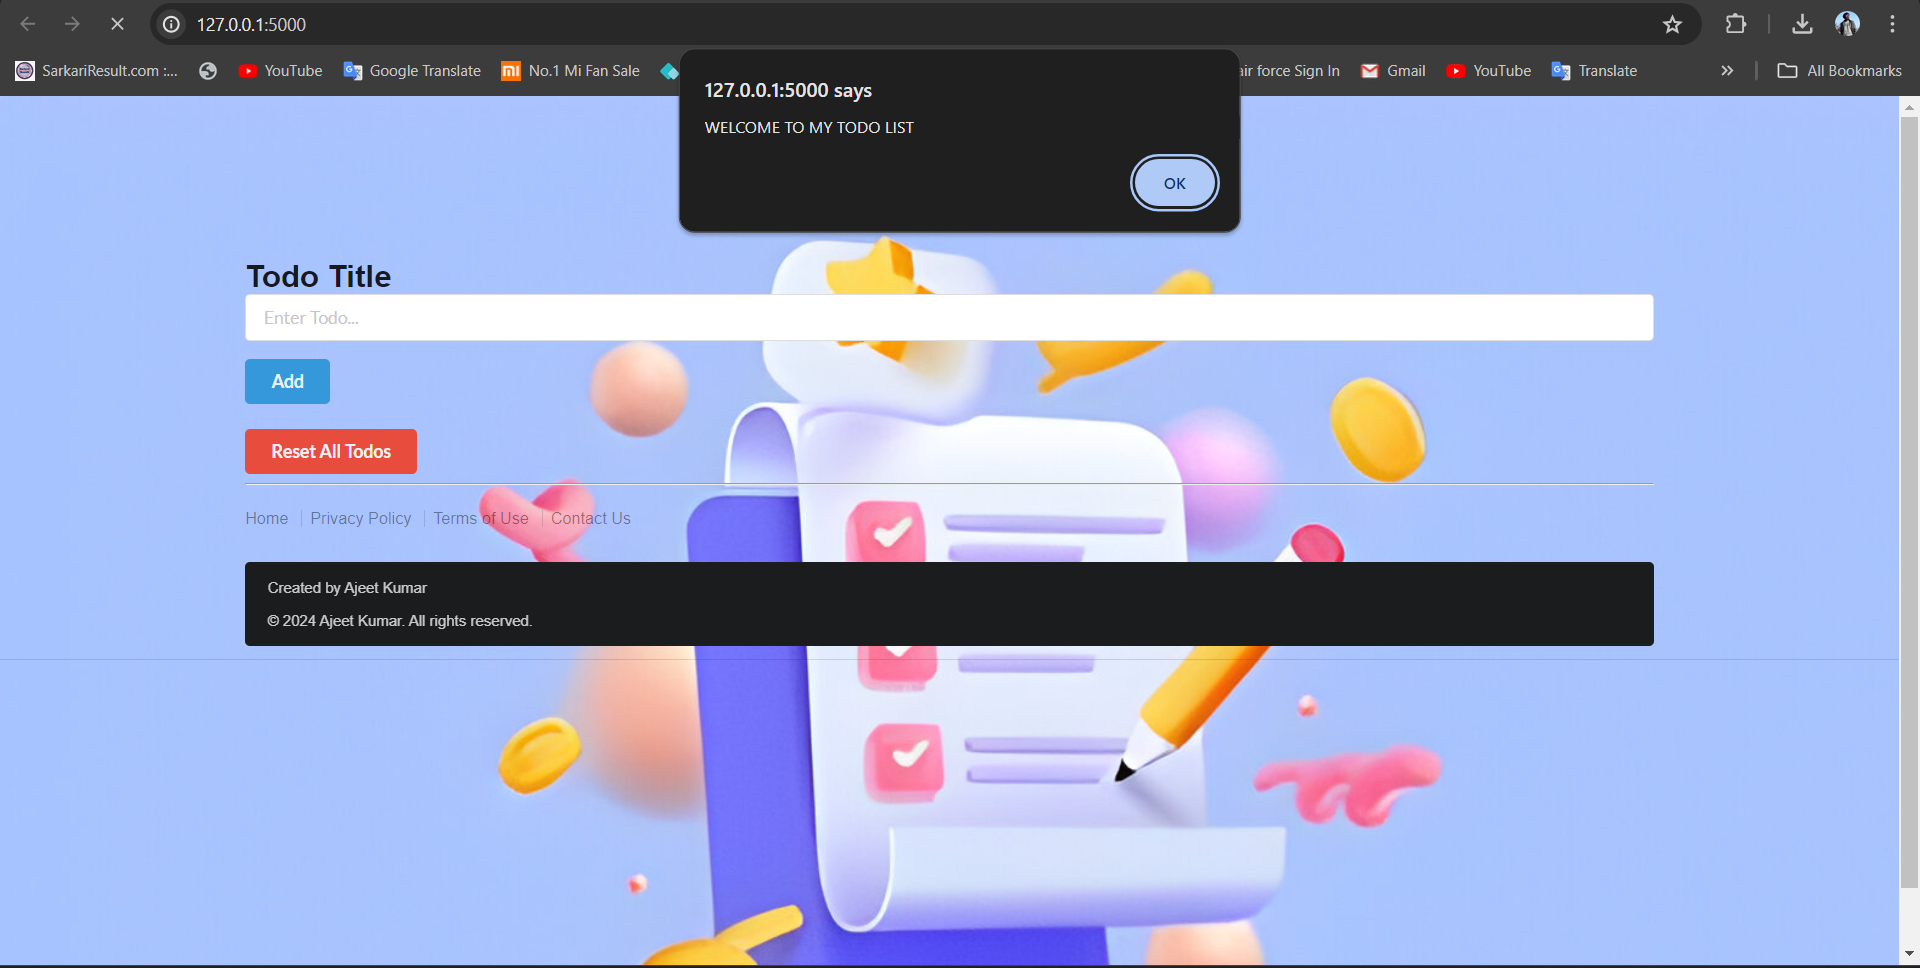 127.0.0.1:5000
SarkariResult.com :... YouTube Google Translate mi No.1 Mi Fan Sale air force Sign In Gmail YouTube Translate » All Bookmarks
127.0.0.1:5000 says
WELCOME TO MY TODO LIST
OK
Todo Title
Enter Todo...
Add
Reset All Todos
Home Privacy Policy Terms of Use Contact Us
Created by Ajeet Kumar
© 2024 Ajeet Kumar. All rights reserved.